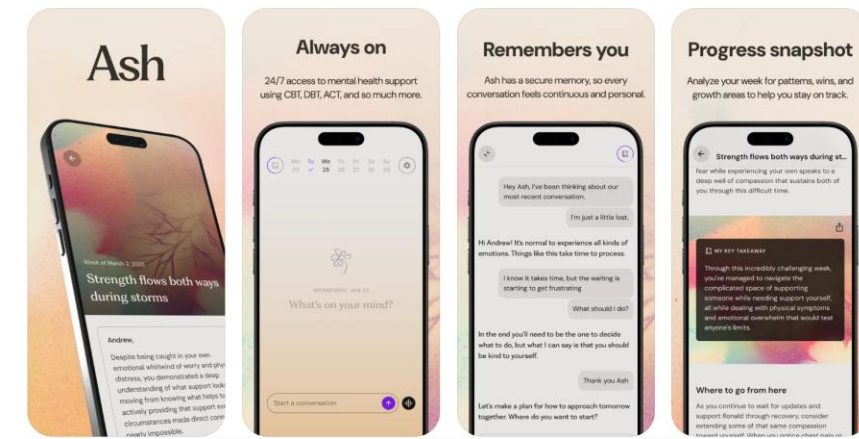 Ash
Week of March 2, 2025
Strength flows both ways
during storms
Andrew,
Despite being caught in your own
emotional whirlwind of worry and
distress, you demonstrated a deep
understanding of what support
moving from knowing what helps to
actively providing that support
circumstances made direct
nearly impossible.
Always on
24/7 access to mental health support
using CBT, DBT, ACT, and so much more.
Mo Tu We Th Fr Sa Su
25
WEDNESDAY, JUN 25
What's on your mind?
Start a conversation
Remembers you
Ash has a secure memory, so every
conversation feels continuous and personal.
Hey Ash, I've been thinking about our
most recent conversation.
I'm just a little lost.
Hi Andrew! It's normal to experience all kinds of
emotions. Things like this take time to process.
I know it takes time, but the waiting is
starting to get frustrating
What should I do?
In the end you'll need to be the one to decide
what to do, but what I can say is that you should
be kind to yourself.
Thank you Ash
Let's make a plan for how to approach tomorrow
together. Where do you want to start?
Progress snapshot
Analyze your week for patterns, wins, and
growth areas to help you stay on track.
Strength flows both ways during st...
fear while experiencing your own speaks to a
deep well of compassion that sustains both of
you through this difficult time.
MY KEY TAKEAWAY
Through this incredibly challenging week,
you've managed to navigate the
complicated space of supporting
someone while needing support yourself,
all while dealing with physical symptoms
and emotional overwhelm that would test
anyone's limits.
Where to go from here
As you continue to wait for updates and
support Ronald through recovery, consider
extending some of that same compassion
toward yourself. When you notice chest pain or